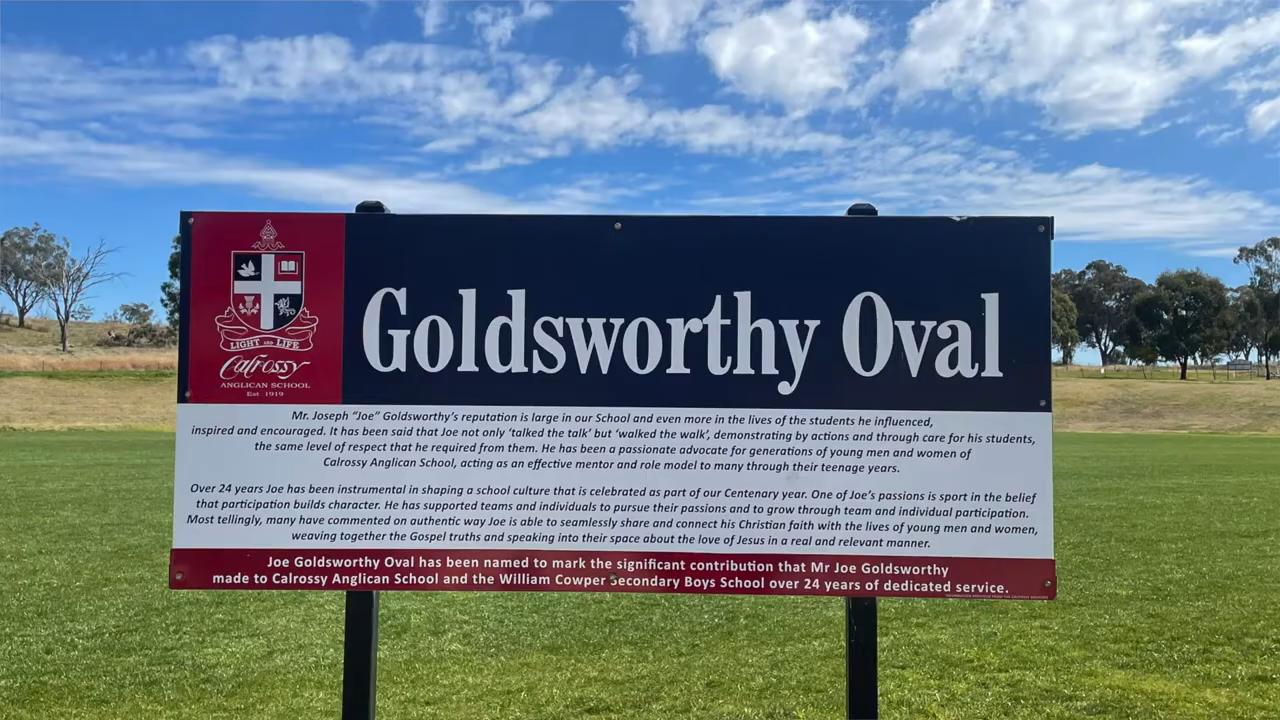 Goldsworthy Oval
LIGHT AND LIFE
Calrossy
ANGLICAN SCHOOL
Est 1919
Mr. Joseph “Joe” Goldsworthy’s reputation is large in our School and even more in the lives of the students he influenced,
inspired and encouraged. It has been said that Joe not only ‘talked the talk’ but ‘walked the walk’, demonstrating by actions and through care for his students,
the same level of respect that he required from them. He has been a passionate advocate for generations of young men and women of
Calrossy Anglican School, acting as an effective mentor and role model to many through their teenage years.
Over 24 years Joe has been instrumental in shaping a school culture that is celebrated as part of our Centenary year. One of Joe’s passions is sport in the belief
that participation builds character. He has supported teams and individuals to pursue their passions and to grow through team and individual participation.
Most tellingly, many have commented on authentic way Joe is able to seamlessly share and connect his Christian faith with the lives of young men and women,
weaving together the Gospel truths and speaking into their space about the love of Jesus in a real and relevant manner.
Joe Goldsworthy Oval has been named to mark the significant contribution that Mr Joe Goldsworthy
made to Calrossy Anglican School and the William Cowper Secondary Boys School over 24 years of dedicated service.